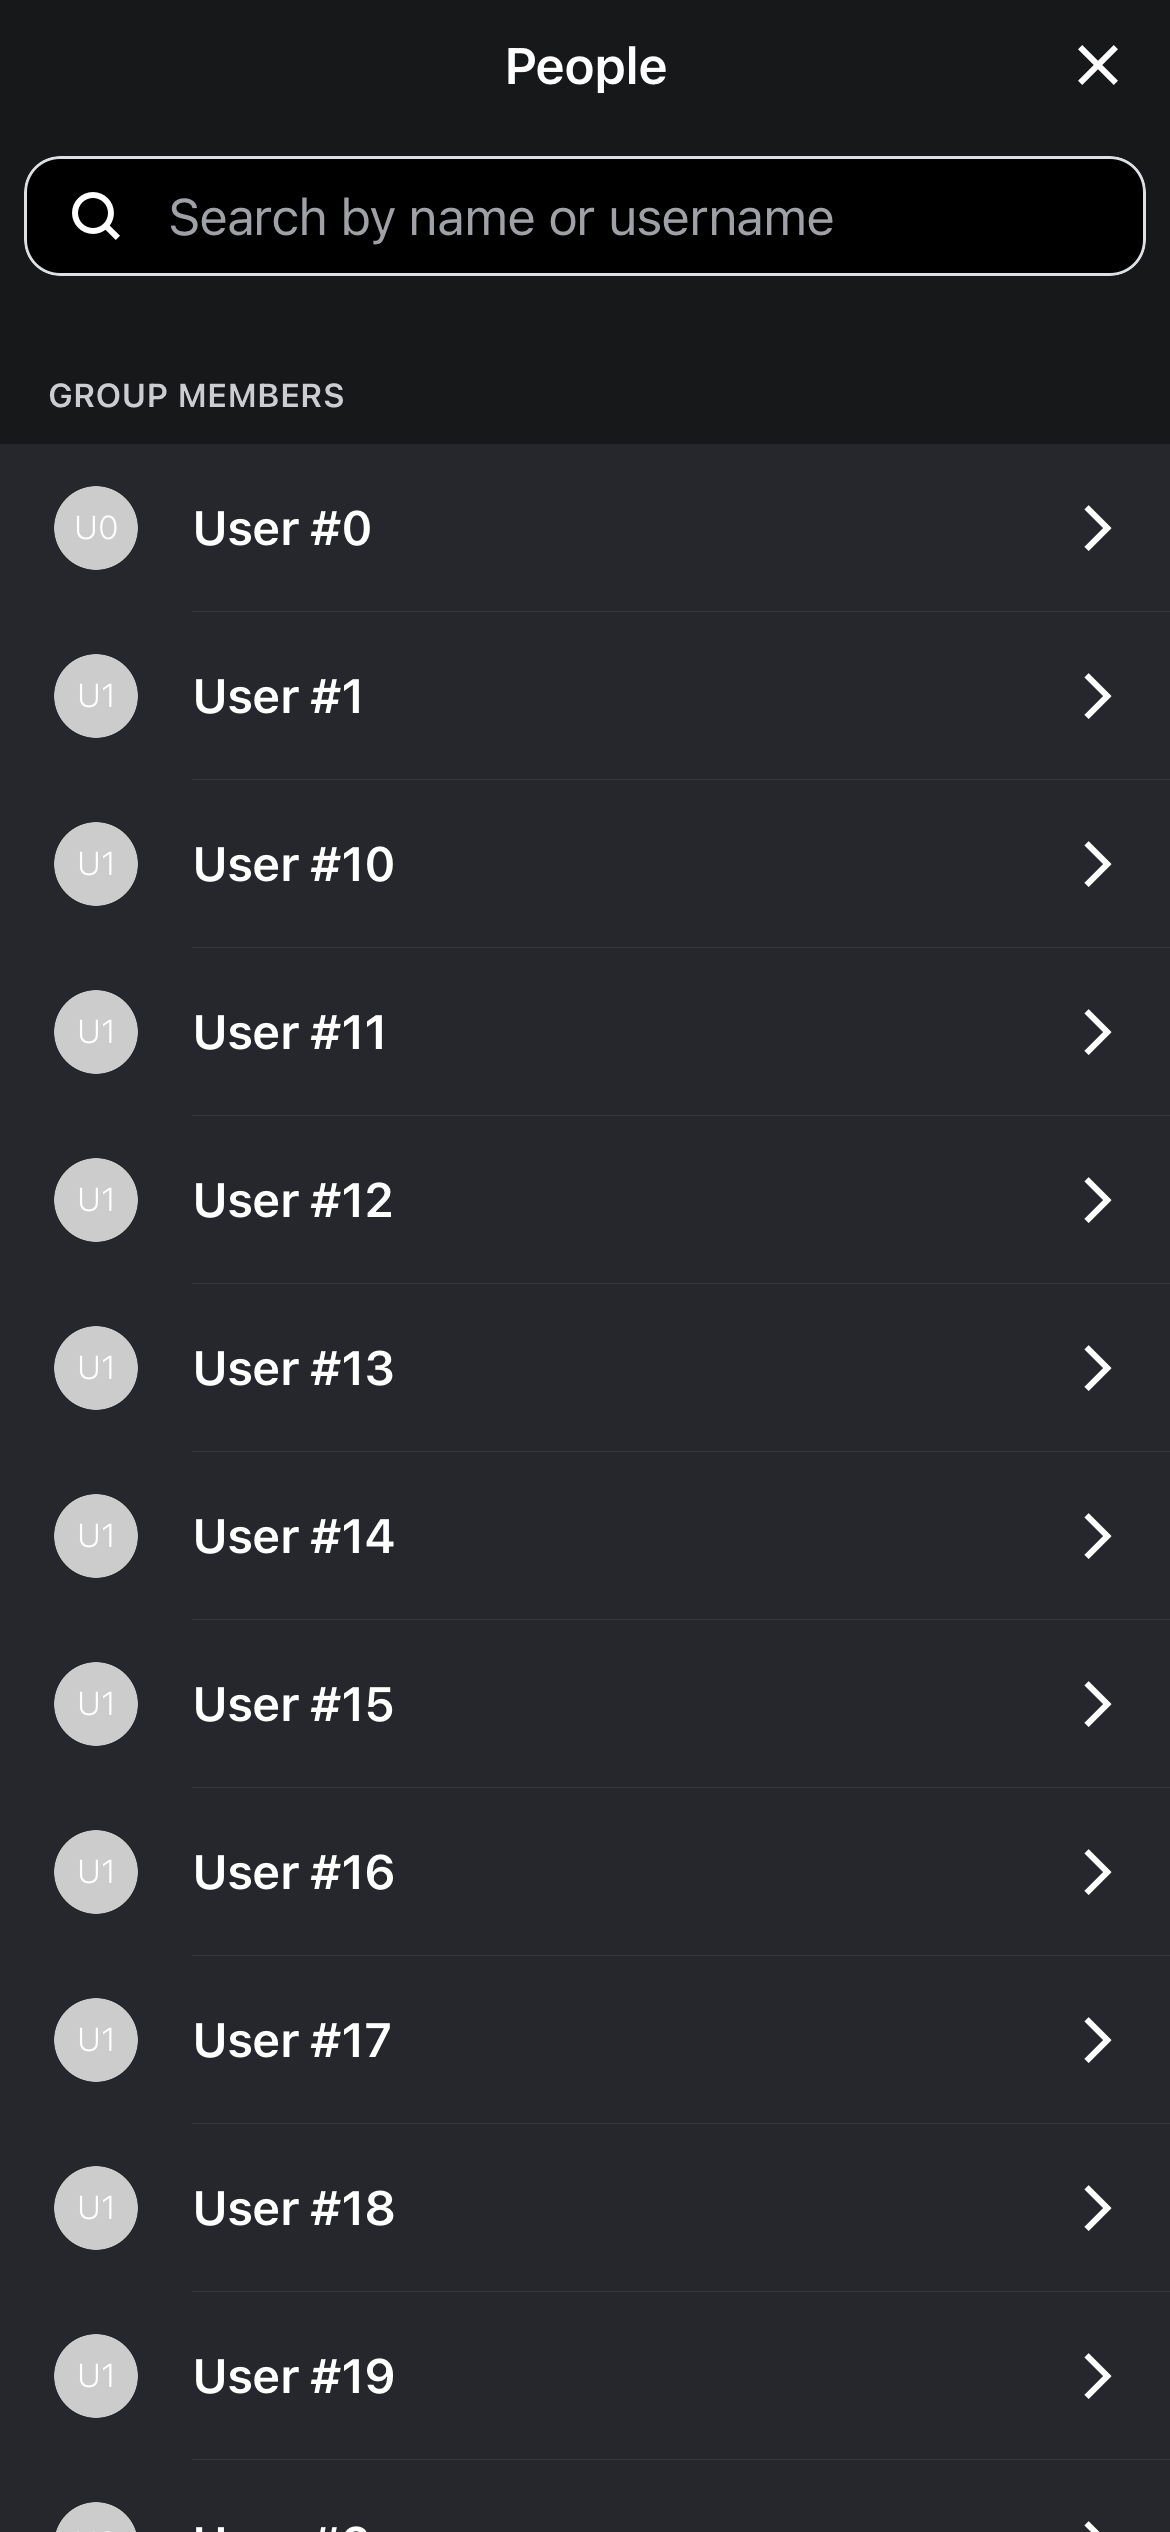 People
Search by name or username
GROUP MEMBERS
U0 User #0
U1 User #1
U1 User #10
U1 User #11
U1 User #12
U1 User #13
U1 User #14
U1 User #15
U1 User #16
U1 User #17
U1 User #18
U1 User #19